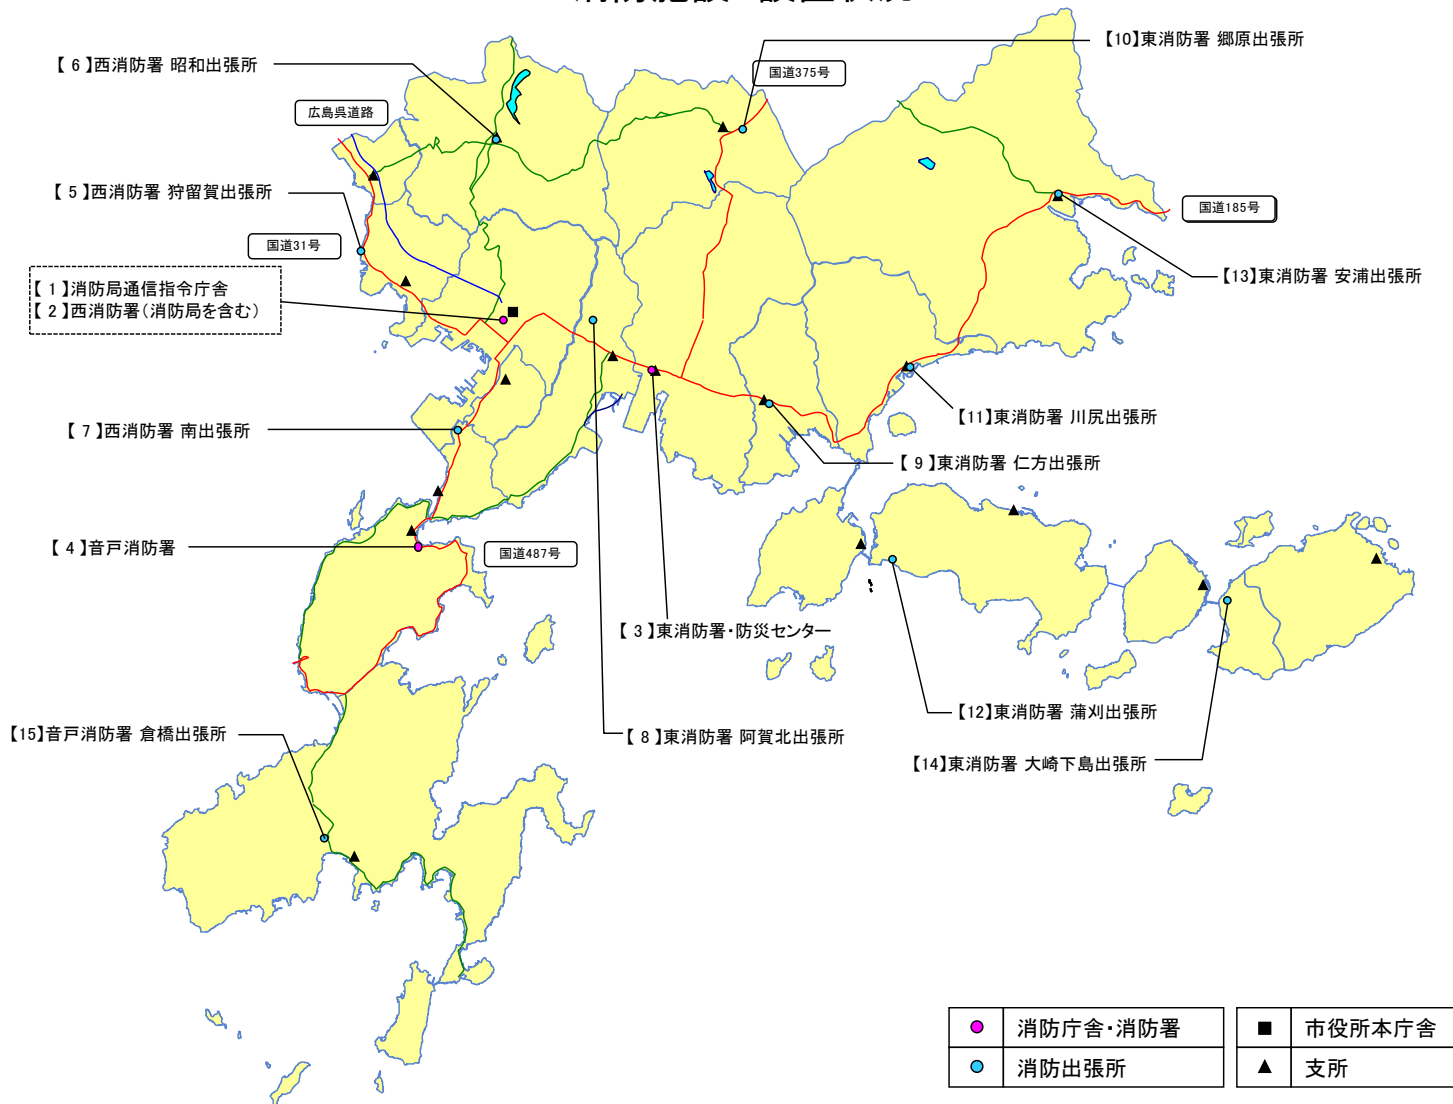 【10】東消防署 郷原出張所
【 6 】西消防署 昭和出張所
国道375号
広島呉道路
【 5 】西消防署 狩留賀出張所
国道185号
国道31号
【13】東消防署 安浦出張所
【 1 】消防局通信指令庁舎
【 2 】西消防署(消防局を含む)
【11】東消防署 川尻出張所
【 7 】西消防署 南出張所
【 9 】東消防署 仁方出張所
【 4 】音戸消防署
国道487号
【 3 】東消防署・防災センター
【12】東消防署 蒲刈出張所
【15】音戸消防署 倉橋出張所
【 8 】東消防署 阿賀北出張所
【14】東消防署 大崎下島出張所
消防庁舎・消防署
市役所本庁舎
消防出張所
支所